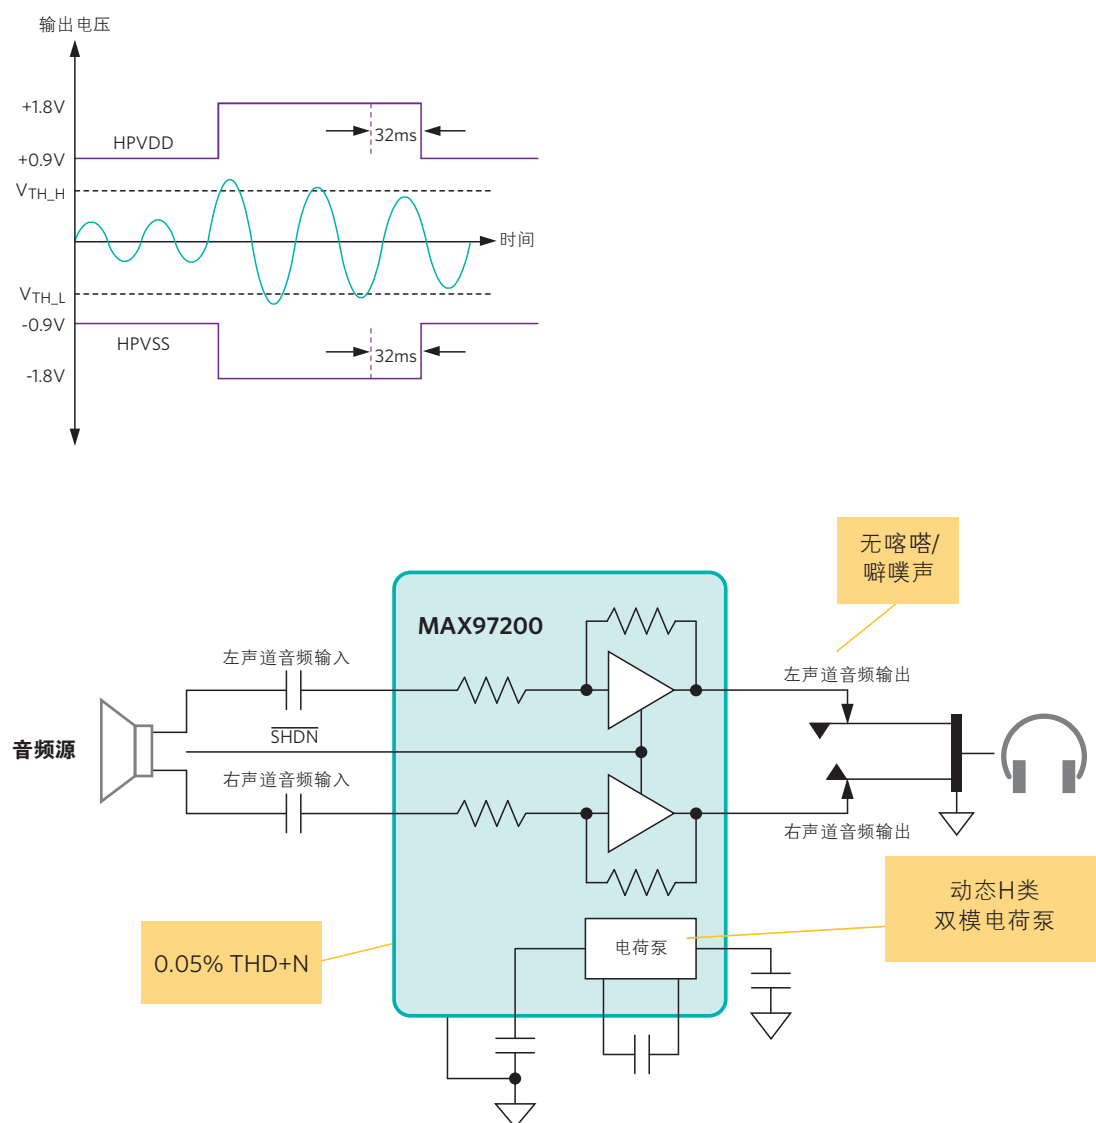 输出电压
+1.8V
HPVDD
32ms
+0.9V
VTH_H
时间
VTH_L
-0.9V
HPVSS
32ms
-1.8V
无喀嗒/
噼噗声
MAX97200
左声道音频输入
左声道音频输出
SHDN
音频源
右声道音频输入
右声道音频输出
动态H类
双模电荷泵
电荷泵
0.05% THD+N